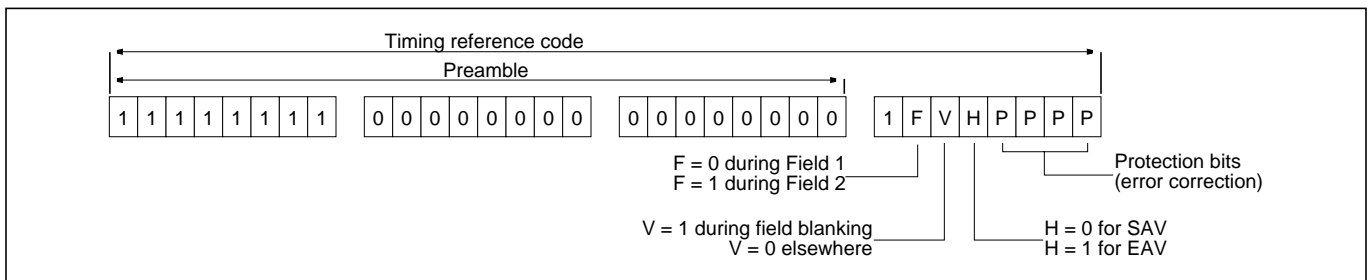 Timing reference code
Preamble
1 1 1 1 1 1 1 1 0 0 0 0 0 0 0 0 0 0 0 0 0 0 0 0 1 F V H P P P P
F = 0 during Field 1
F = 1 during Field 2
Protection bits
(error correction)
V = 1 during field blanking
V = 0 elsewhere
H = 0 for SAV
H = 1 for EAV